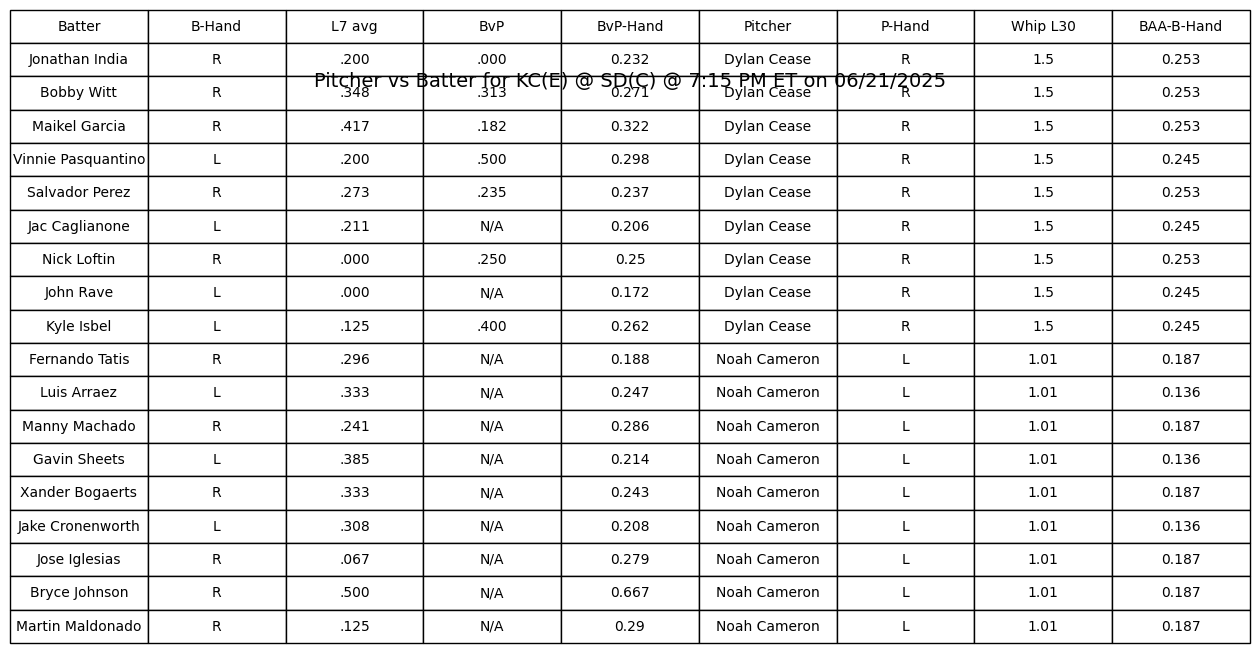 Batter B-Hand L7 avg BvP BvP-Hand Pitcher P-Hand Whip L30 BAA-B-Hand
Jonathan India R .200 .000 0.232 Dylan Cease R 1.5 0.253
Pitcher vs Batter for KC(E) @ SD(C) @ 7:15 PM ET on 06/21/2025
Bobby Witt R .348 .313 0.271 Dylan Cease R 1.5 0.253
Maikel Garcia R .417 .182 0.322 Dylan Cease R 1.5 0.253
Vinnie Pasquantino L .200 .500 0.298 Dylan Cease R 1.5 0.245
Salvador Perez R .273 .235 0.237 Dylan Cease R 1.5 0.253
Jac Caglianone L .211 N/A 0.206 Dylan Cease R 1.5 0.245
Nick Loftin R .000 .250 0.25 Dylan Cease R 1.5 0.253
John Rave L .000 N/A 0.172 Dylan Cease R 1.5 0.245
Kyle Isbel L .125 .400 0.262 Dylan Cease R 1.5 0.245
Fernando Tatis R .296 N/A 0.188 Noah Cameron L 1.01 0.187
Luis Arraez L .333 N/A 0.247 Noah Cameron L 1.01 0.136
Manny Machado R .241 N/A 0.286 Noah Cameron L 1.01 0.187
Gavin Sheets L .385 N/A 0.214 Noah Cameron L 1.01 0.136
Xander Bogaerts R .333 N/A 0.243 Noah Cameron L 1.01 0.187
Jake Cronenworth L .308 N/A 0.208 Noah Cameron L 1.01 0.136
Jose Iglesias R .067 N/A 0.279 Noah Cameron L 1.01 0.187
Bryce Johnson R .500 N/A 0.667 Noah Cameron L 1.01 0.187
Martin Maldonado R .125 N/A 0.29 Noah Cameron L 1.01 0.187